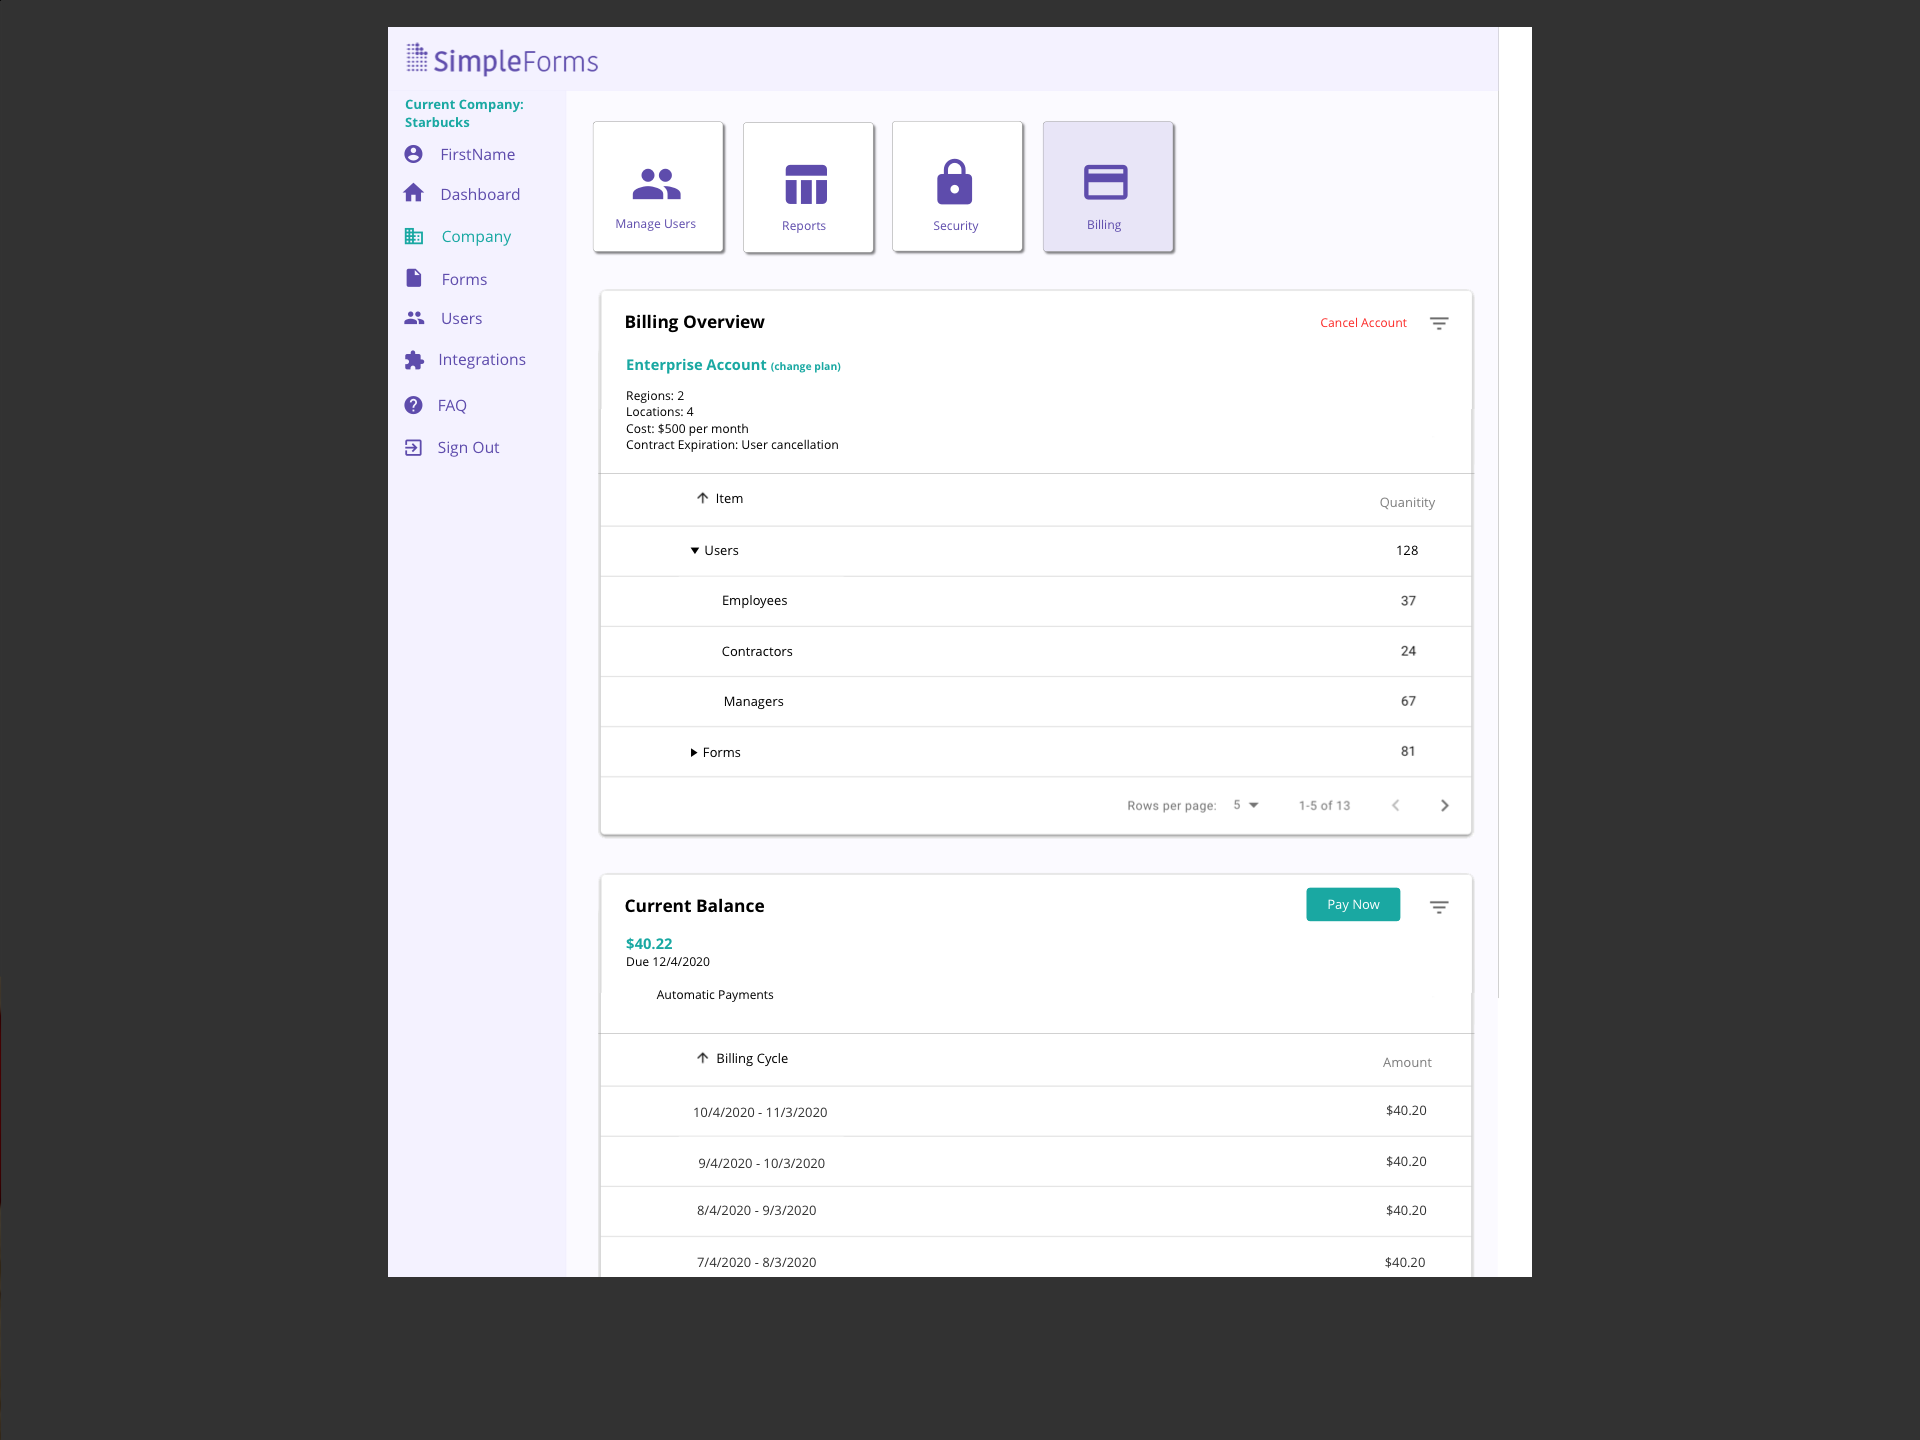 SimpleForms
Current Company:
Starbucks
FirstName
Dashboard
Company
Forms
Users
Integrations
FAQ
Sign Out
Manage Users
Reports
Security
Billing
Billing Overview
Cancel Account
Enterprise Account (change plan)
Regions: 2
Locations: 4
Cost: $500 per month
Contract Expiration: User cancellation
Item Quanitity
Users 128
Employees 37
Contractors 24
Managers 67
Forms 81
Rows per page: 5 1-5 of 13
Current Balance
Pay Now
$40.22
Due 12/4/2020
Automatic Payments
Billing Cycle Amount
10/4/2020 - 11/3/2020 $40.20
9/4/2020 - 10/3/2020 $40.20
8/4/2020 - 9/3/2020 $40.20
7/4/2020 - 8/3/2020 $40.20